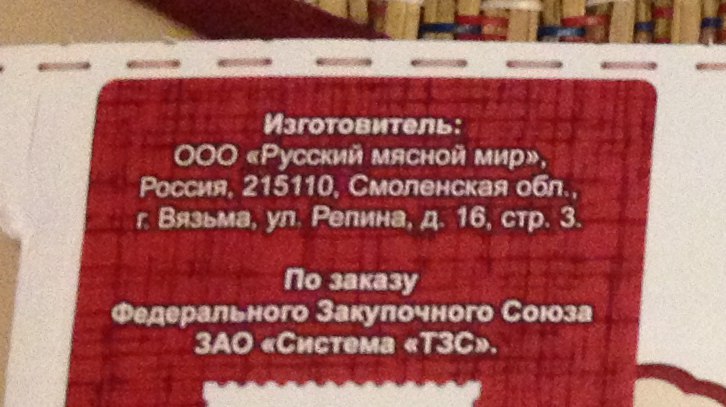 Изготовитель:
ООО «Русский мясной мир»,
Россия, 215110, Смоленская обл.,
г. Вязьма, ул. Репина, д. 16, стр. 3.
По заказу
Федерального Закупочного Союза
ЗАО «Система «ТЗС».